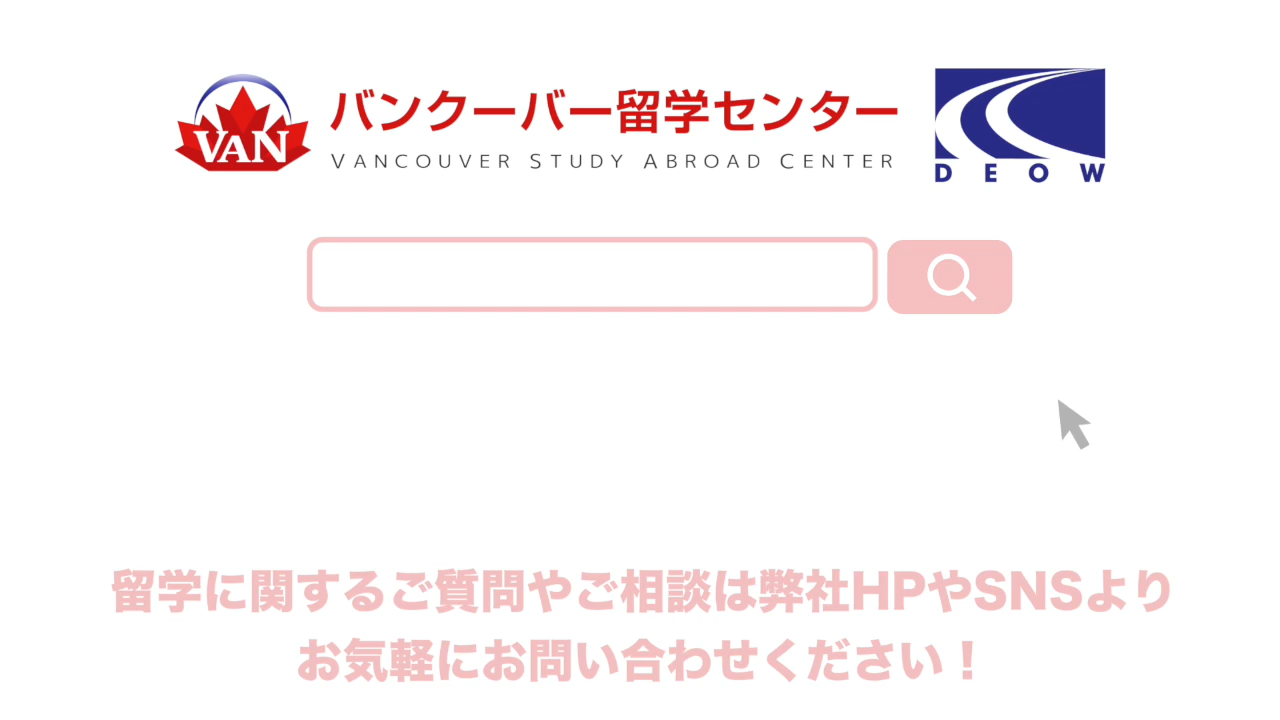 VAN
バンクーバー留学センター
VANCOUVER STUDY ABROAD CENTER
DEOW
留学に関するご質問やご相談は弊社HPやSNSより
お気軽にお問い合わせください！